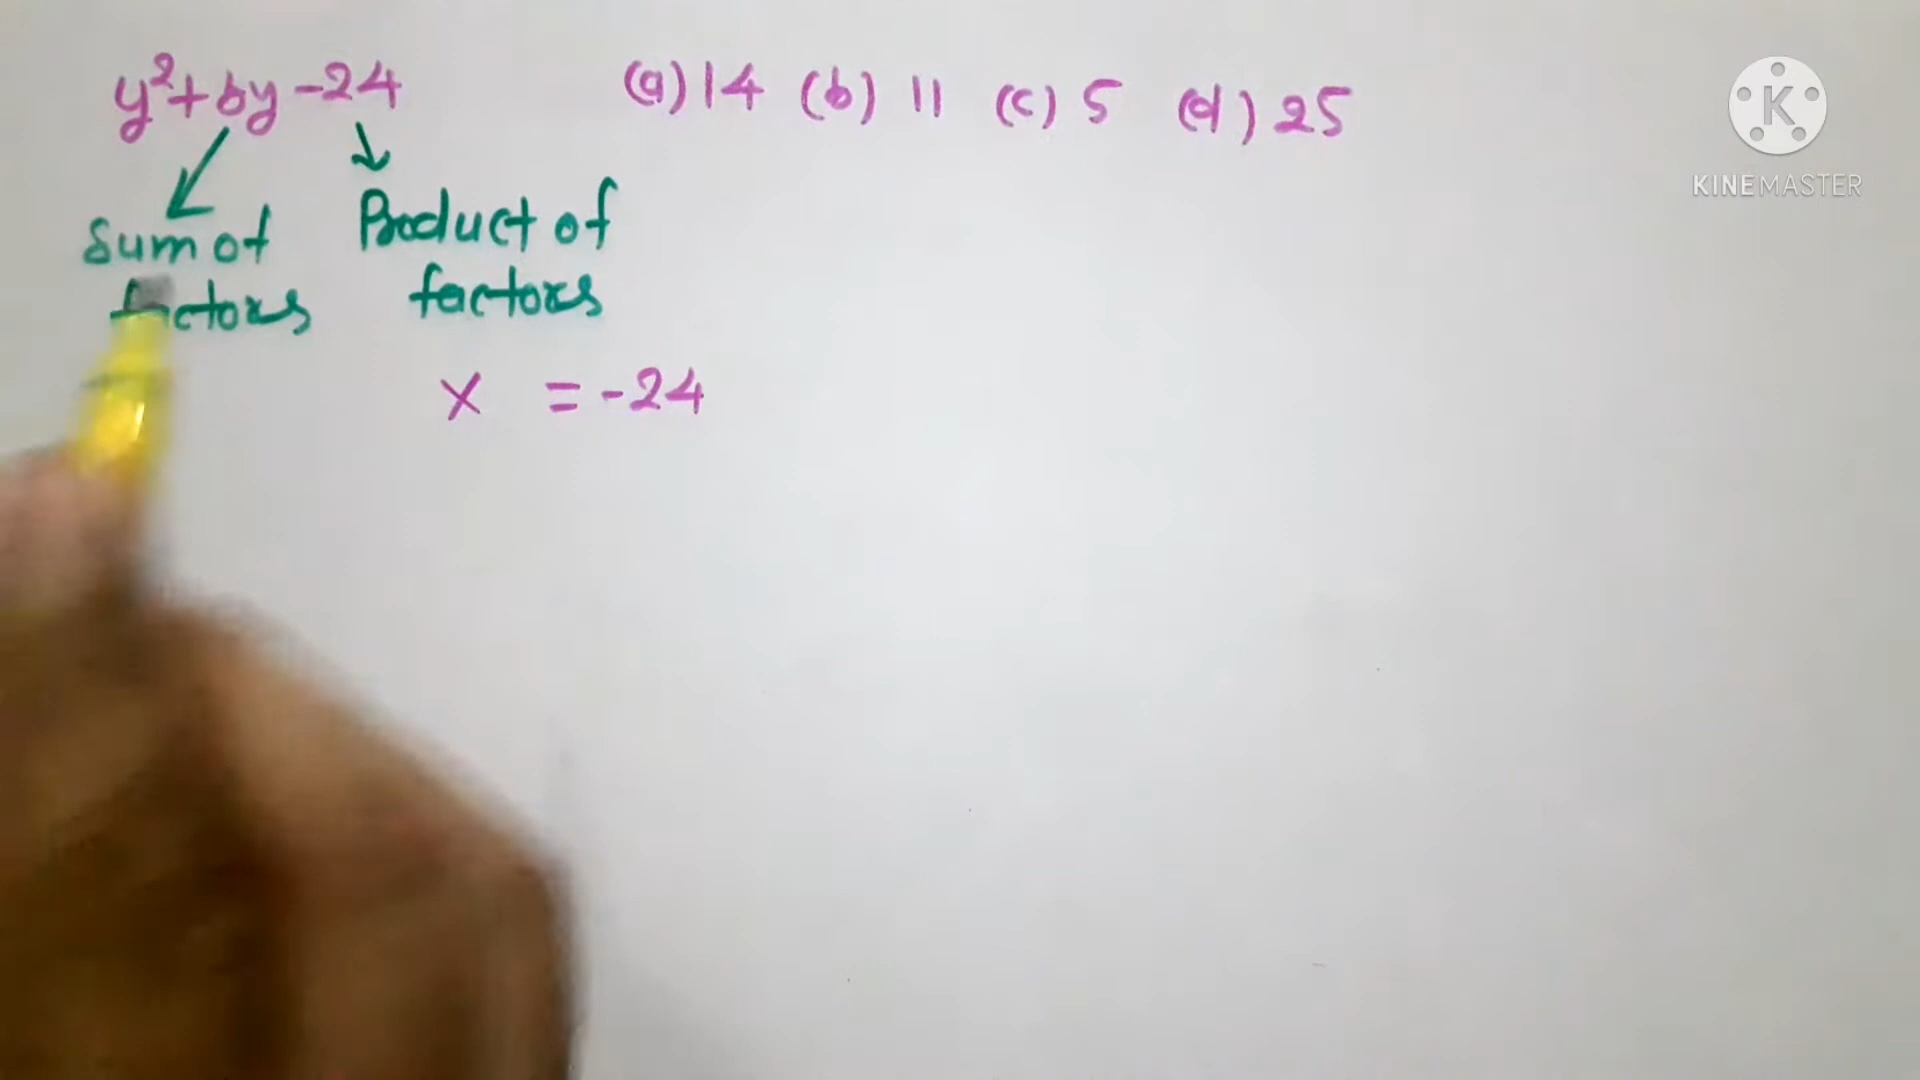 y²+by-24 (a) 14 (b) 11 (c) 5 (d) 25
Sum of Product of
factors factors
× = -24
K
KINEMASTER